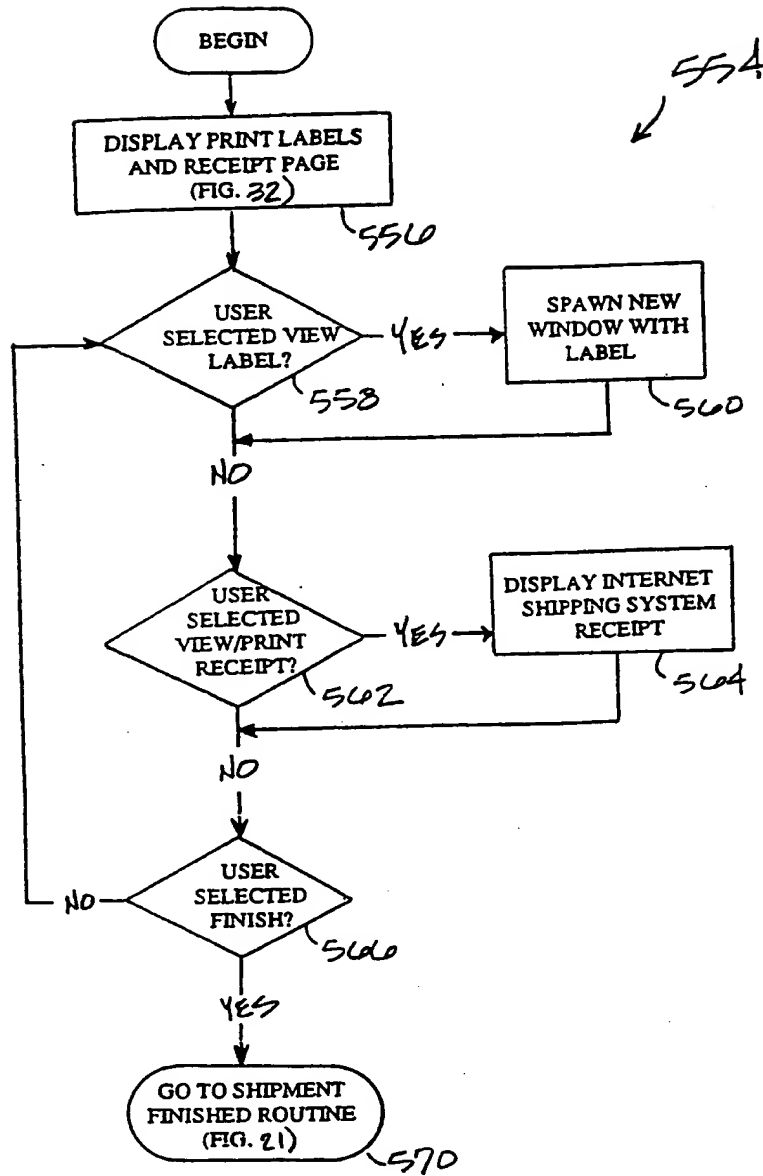 BEGIN
554
DISPLAY PRINT LABELS
AND RECEIPT PAGE
(FIG. 32)
556
USER
SELECTED VIEW
LABEL?
YES
558
SPAWN NEW
WINDOW WITH
LABEL
560
NO
USER
SELECTED
VIEW/PRINT
RECEIPT?
YES
562
DISPLAY INTERNET
SHIPPING SYSTEM
RECEIPT
564
NO
USER
SELECTED
FINISH?
NO
566
YES
GO TO SHIPMENT
FINISHED ROUTINE
(FIG. 21)
570